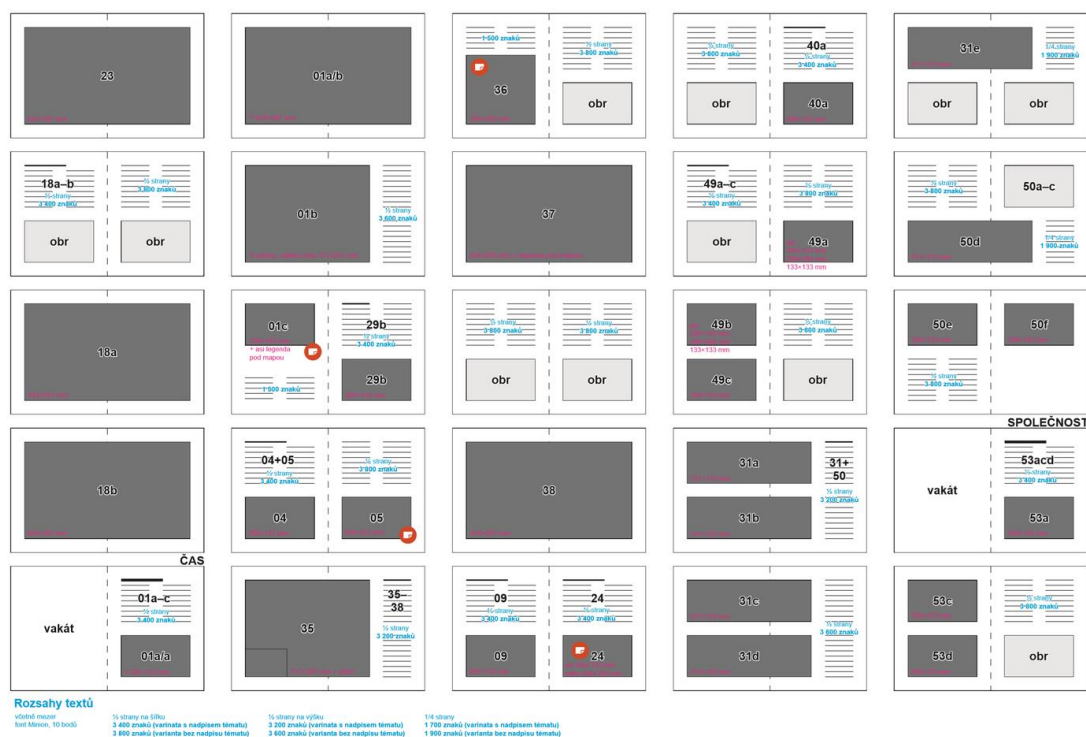 23
01a/b
1 500 znaků
36
½ strany
3 800 znaků
obr
½ strany
3 800 znaků
obr
40a
½ strany
3 400 znaků
40a
31e
1/4 strany
1 900 znaků
obr
obr
18a–b
½ strany
3 400 znaků
½ strany
3 800 znaků
obr
obr
01b
½ strany
3 600 znaků
37
49a–c
½ strany
3 400 znaků
obr
½ strany
3 800 znaků
49a
133×133 mm
½ strany
3 800 znaků
50a–c
50d
1/4 strany
1 900 znaků
18a
01c
+ asi legenda
pod mapou
1 500 znaků
29b
½ strany
3 400 znaků
29b
½ strany
3 800 znaků
½ strany
3 800 znaků
obr
obr
49b
133×133 mm
49c
½ strany
3 800 znaků
obr
50e
50f
½ strany
3 800 znaků
SPOLEČNOST
18b
04+05
½ strany
3 400 znaků
04
½ strany
3 800 znaků
05
38
31a
31b
31+
50
½ strany
3 200 znaků
vakát
53acd
½ strany
3 400 znaků
53a
ČAS
vakát
01a–c
½ strany
3 400 znaků
01a/a
35
35–
38
½ strany
3 200 znaků
09
½ strany
3 400 znaků
09
24
½ strany
3 400 znaků
24
31c
31d
½ strany
3 600 znaků
53c
53d
½ strany
3 800 znaků
obr
Rozsahy textů
včetně mezer
font Minion, 10 bodů
½ strany na šířku
3 400 znaků (varinata s nadpisem tématu)
3 800 znaků (varianta bez nadpisu tématu)
½ strany na výšku
3 200 znaků (varinata s nadpisem tématu)
3 600 znaků (varianta bez nadpisu tématu)
1/4 strany
1 700 znaků (varinata s nadpisem tématu)
1 900 znaků (varianta bez nadpisu tématu)